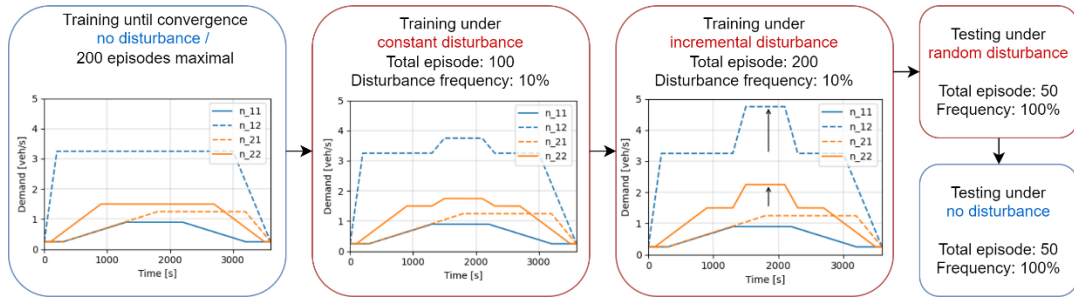 Training until convergence
no disturbance /
200 episodes maximal
5
4
3
2
1
0
Demand [veh/s]
n_11
n_12
n_21
n_22
0
1000
2000
3000
Time [s]
Training under
constant disturbance
Total episode: 100
Disturbance frequency: 10%
5
4
3
2
1
0
Demand [veh/s]
n_11
n_12
n_21
n_22
0
1000
2000
3000
Time [s]
Training under
incremental disturbance
Total episode: 200
Disturbance frequency: 10%
5
4
3
2
1
0
Demand [veh/s]
n_11
n_12
n_21
n_22
0
1000
2000
3000
Time [s]
Testing under
random disturbance
Total episode: 50
Frequency: 100%
Testing under
no disturbance
Total episode: 50
Frequency: 100%